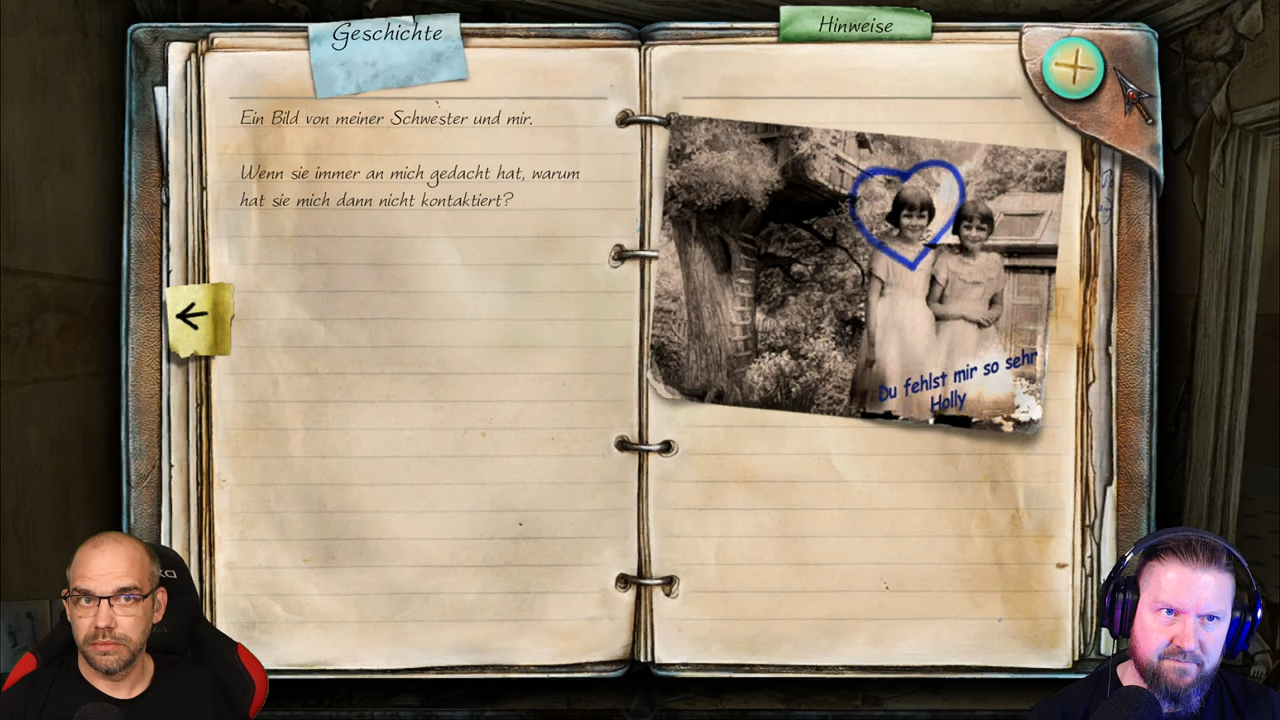 Geschichte
Hinweise
Ein Bild von meiner Schwester und mir.
Wenn sie immer an mich gedacht hat, warum
hat sie mich dann nicht kontaktiert?
Du fehlst mir so sehr
Holly